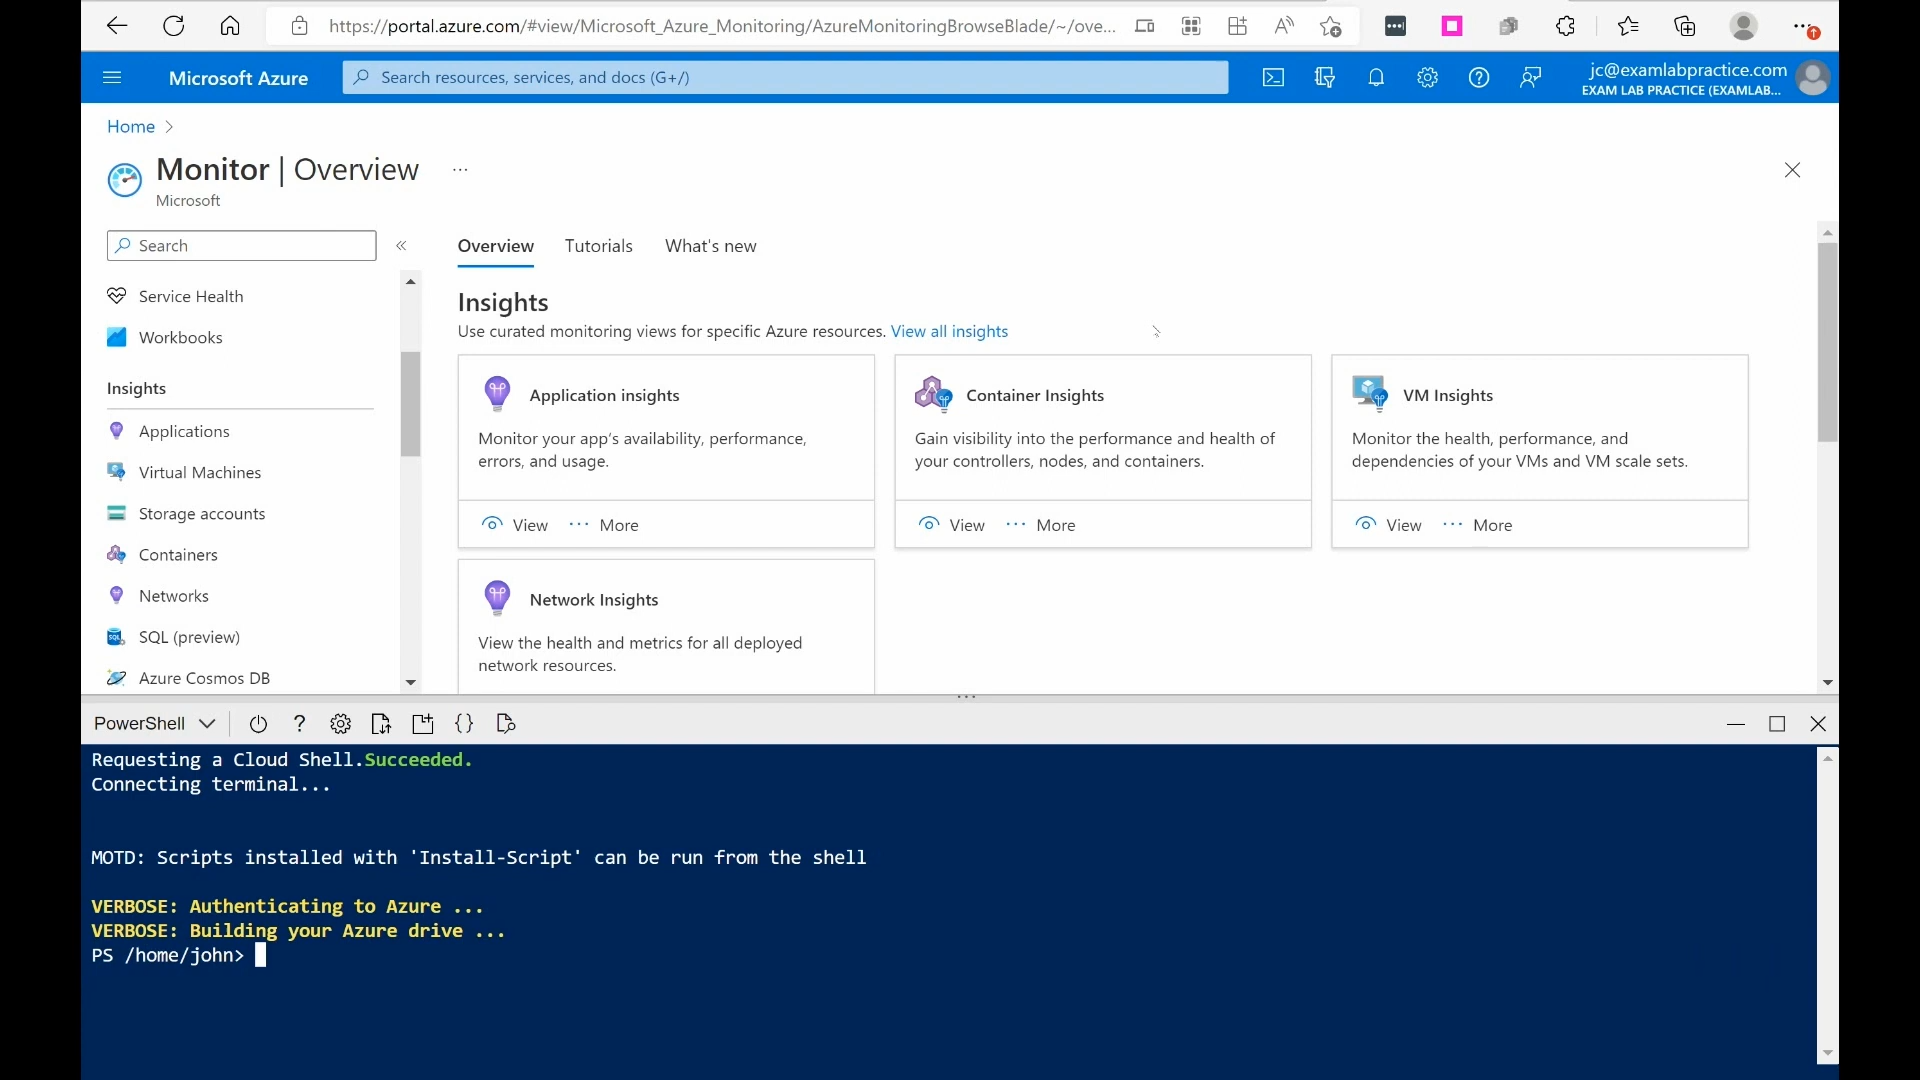 https://portal.azure.com/#view/Microsoft_Azure_Monitoring/AzureMonitoringBrowseBlade/~/ove...
Microsoft Azure
Search resources, services, and docs (G+/)
jc@examlabpractice.com
EXAM LAB PRACTICE (EXAMLAB...
Home >
Monitor | Overview ...
Microsoft
Search
«
Service Health
Workbooks
Insights
Applications
Virtual Machines
Storage accounts
Containers
Networks
SQL (preview)
Azure Cosmos DB
Overview
Tutorials
What's new
Insights
Use curated monitoring views for specific Azure resources. View all insights
Application insights
Monitor your app's availability, performance,
errors, and usage.
View
... More
Container Insights
Gain visibility into the performance and health of
your controllers, nodes, and containers.
View
... More
VM Insights
Monitor the health, performance, and
dependencies of your VMs and VM scale sets.
View
... More
Network Insights
View the health and metrics for all deployed
network resources.
PowerShell
?
{}
Requesting a Cloud Shell.Succeeded.
Connecting terminal...
MOTD: Scripts installed with 'Install-Script' can be run from the shell
VERBOSE: Authenticating to Azure ...
VERBOSE: Building your Azure drive ...
PS /home/john>